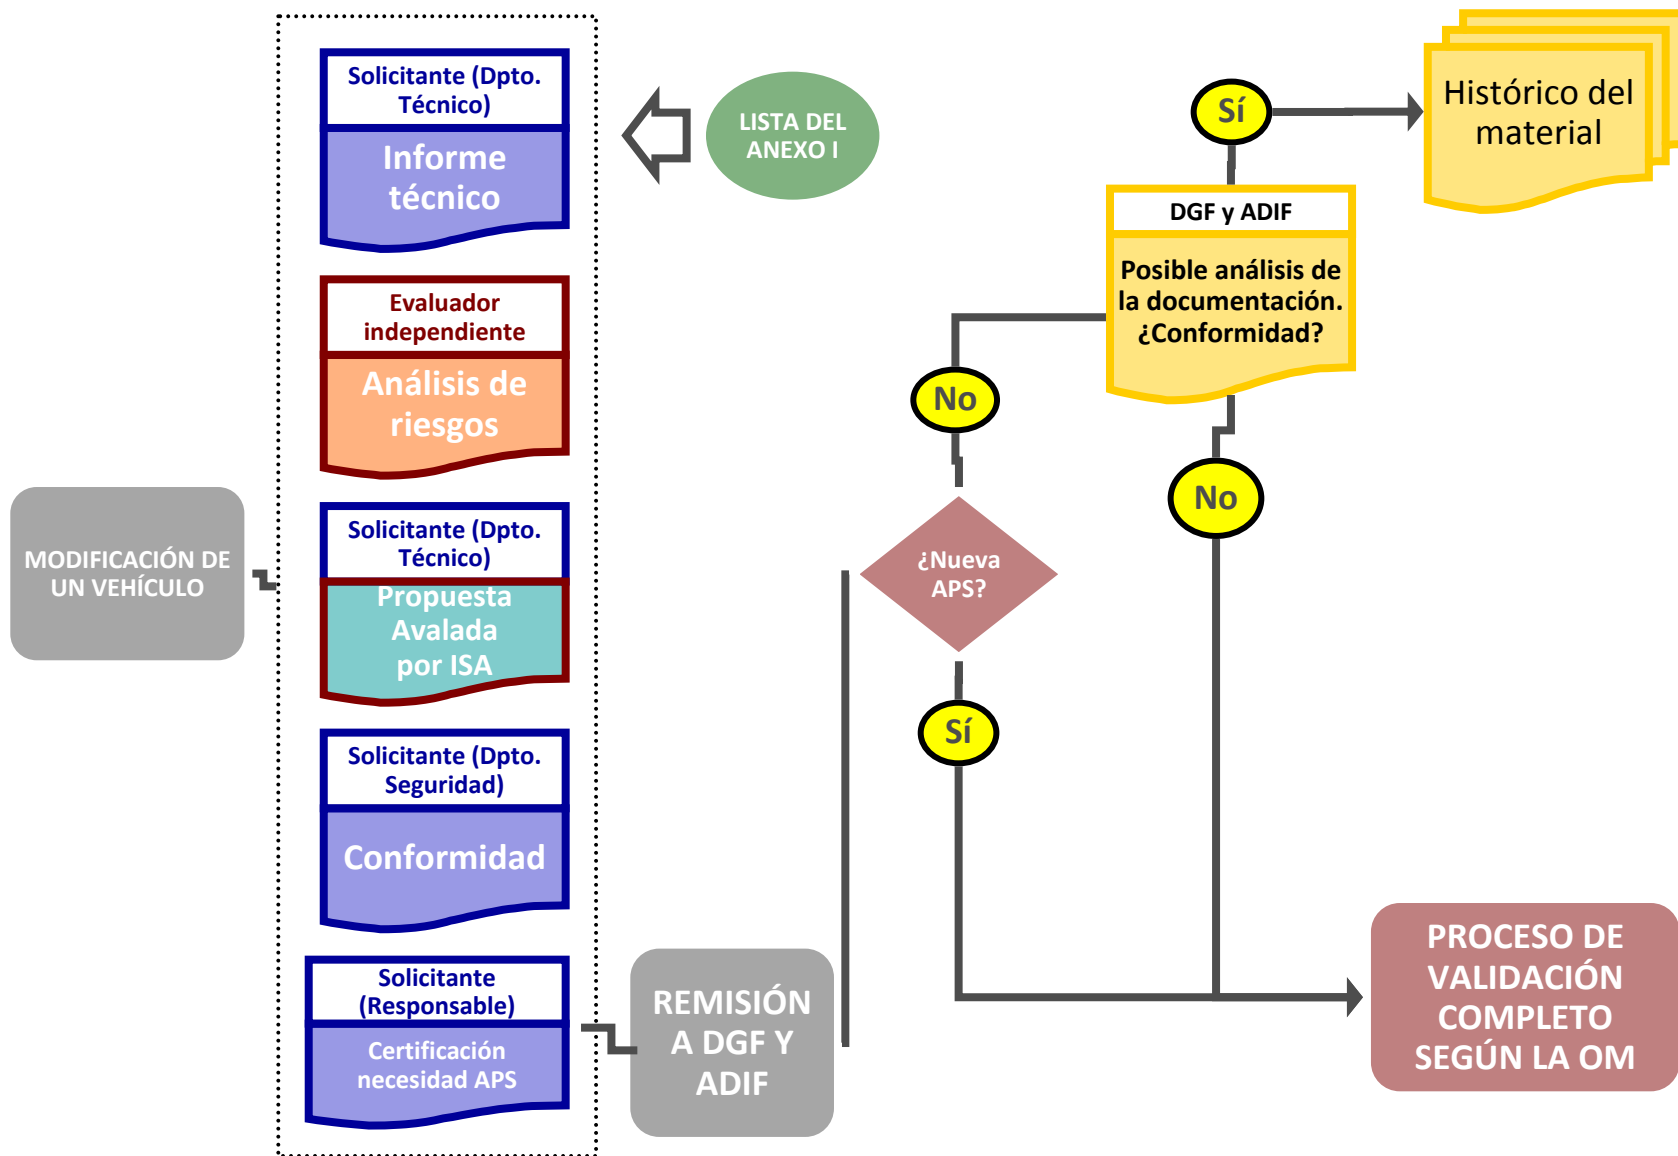 MODIFICACIÓN DE
UN VEHÍCULO
Solicitante (Dpto.
Técnico)
Informe
técnico
LISTA DEL
ANEXO I
Evaluador
independiente
Análisis de
riesgos
Solicitante (Dpto.
Técnico)
Propuesta
Avalada
por ISA
Solicitante (Dpto.
Seguridad)
Conformidad
Solicitante
(Responsable)
Certificación
necesidad APS
REMISIÓN
A DGF Y
ADIF
¿Nueva
APS?
No
Sí
DGF y ADIF
Posible análisis de
la documentación.
¿Conformidad?
Sí
No
Histórico del
material
PROCESO DE
VALIDACIÓN
COMPLETO
SEGÚN LA OM